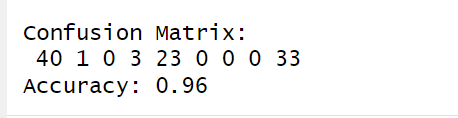 Confusion Matrix:
40 1 0 3 23 0 0 0 33
Accuracy: 0.96